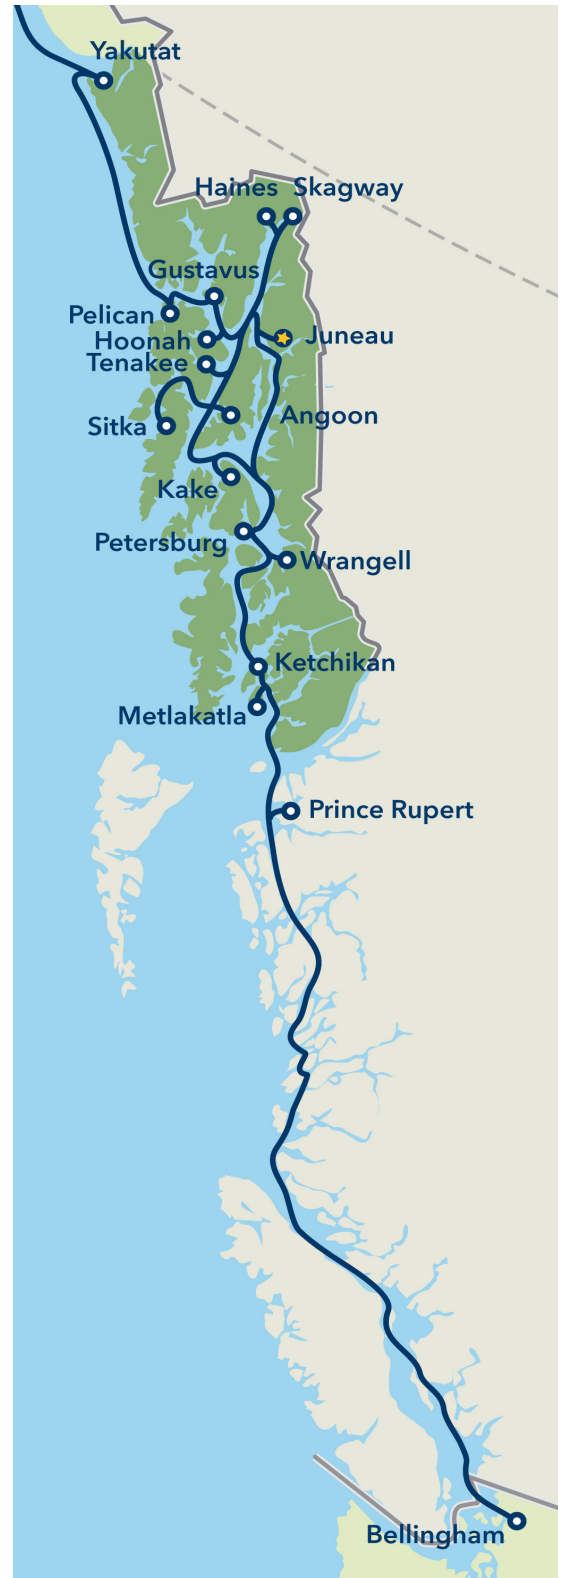 Yakutat
Haines Skagway
Gustavus
Pelican
Juneau
Hoonah
Tenakee
Angoon
Sitka
Kake
Petersburg
Wrangell
Ketchikan
Metlakatla
Prince Rupert
Bellingham